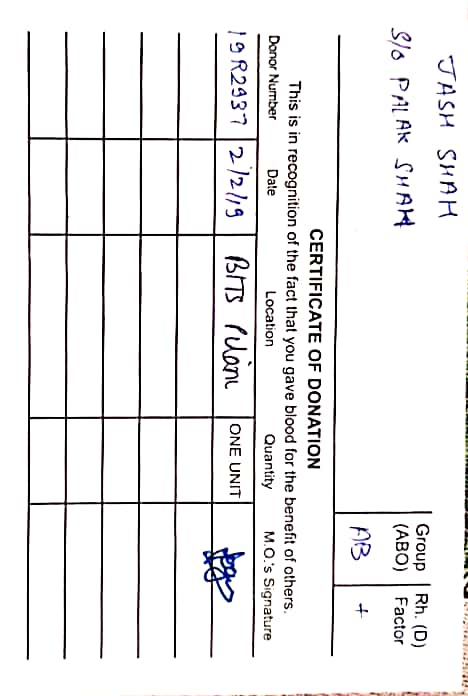 JASH SHAH
S/o PALAK SHAH
Group (ABO) Rh. (D) Factor
AB +
CERTIFICATE OF DONATION
This is in recognition of the fact that you gave blood for the benefit of others.
Donor Number Date Location Quantity M.O.'s Signature
19R2937 2/2/19 BITS Pilani ONE UNIT